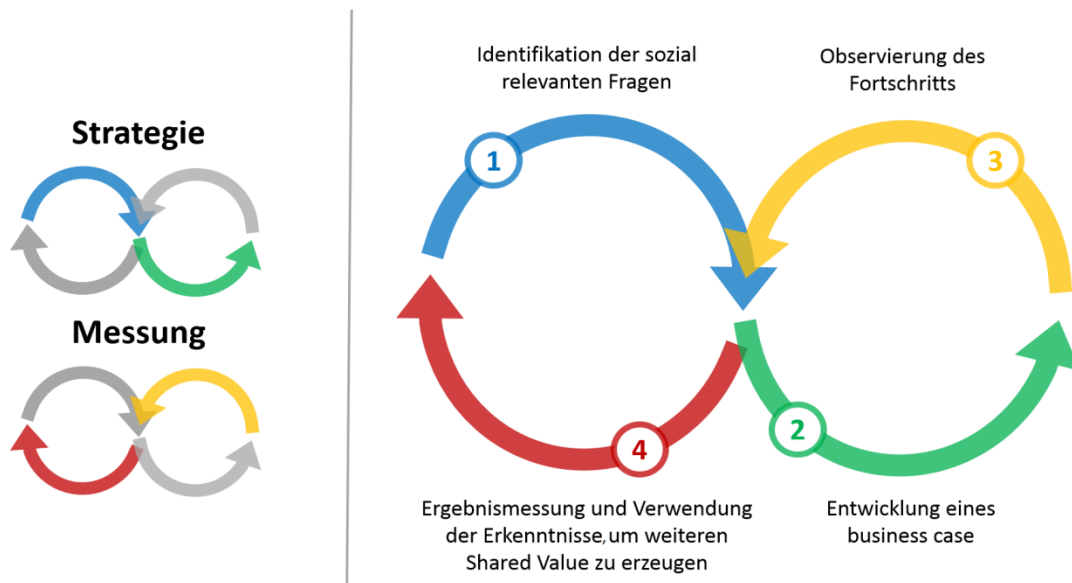 Strategie
Messung
Identifikation der sozial
relevanten Fragen
1
Observierung des
Fortschritts
3
4
Ergebnismessung und Verwendung
der Erkenntnisse,um weiteren
Shared Value zu erzeugen
2
Entwicklung eines
business case